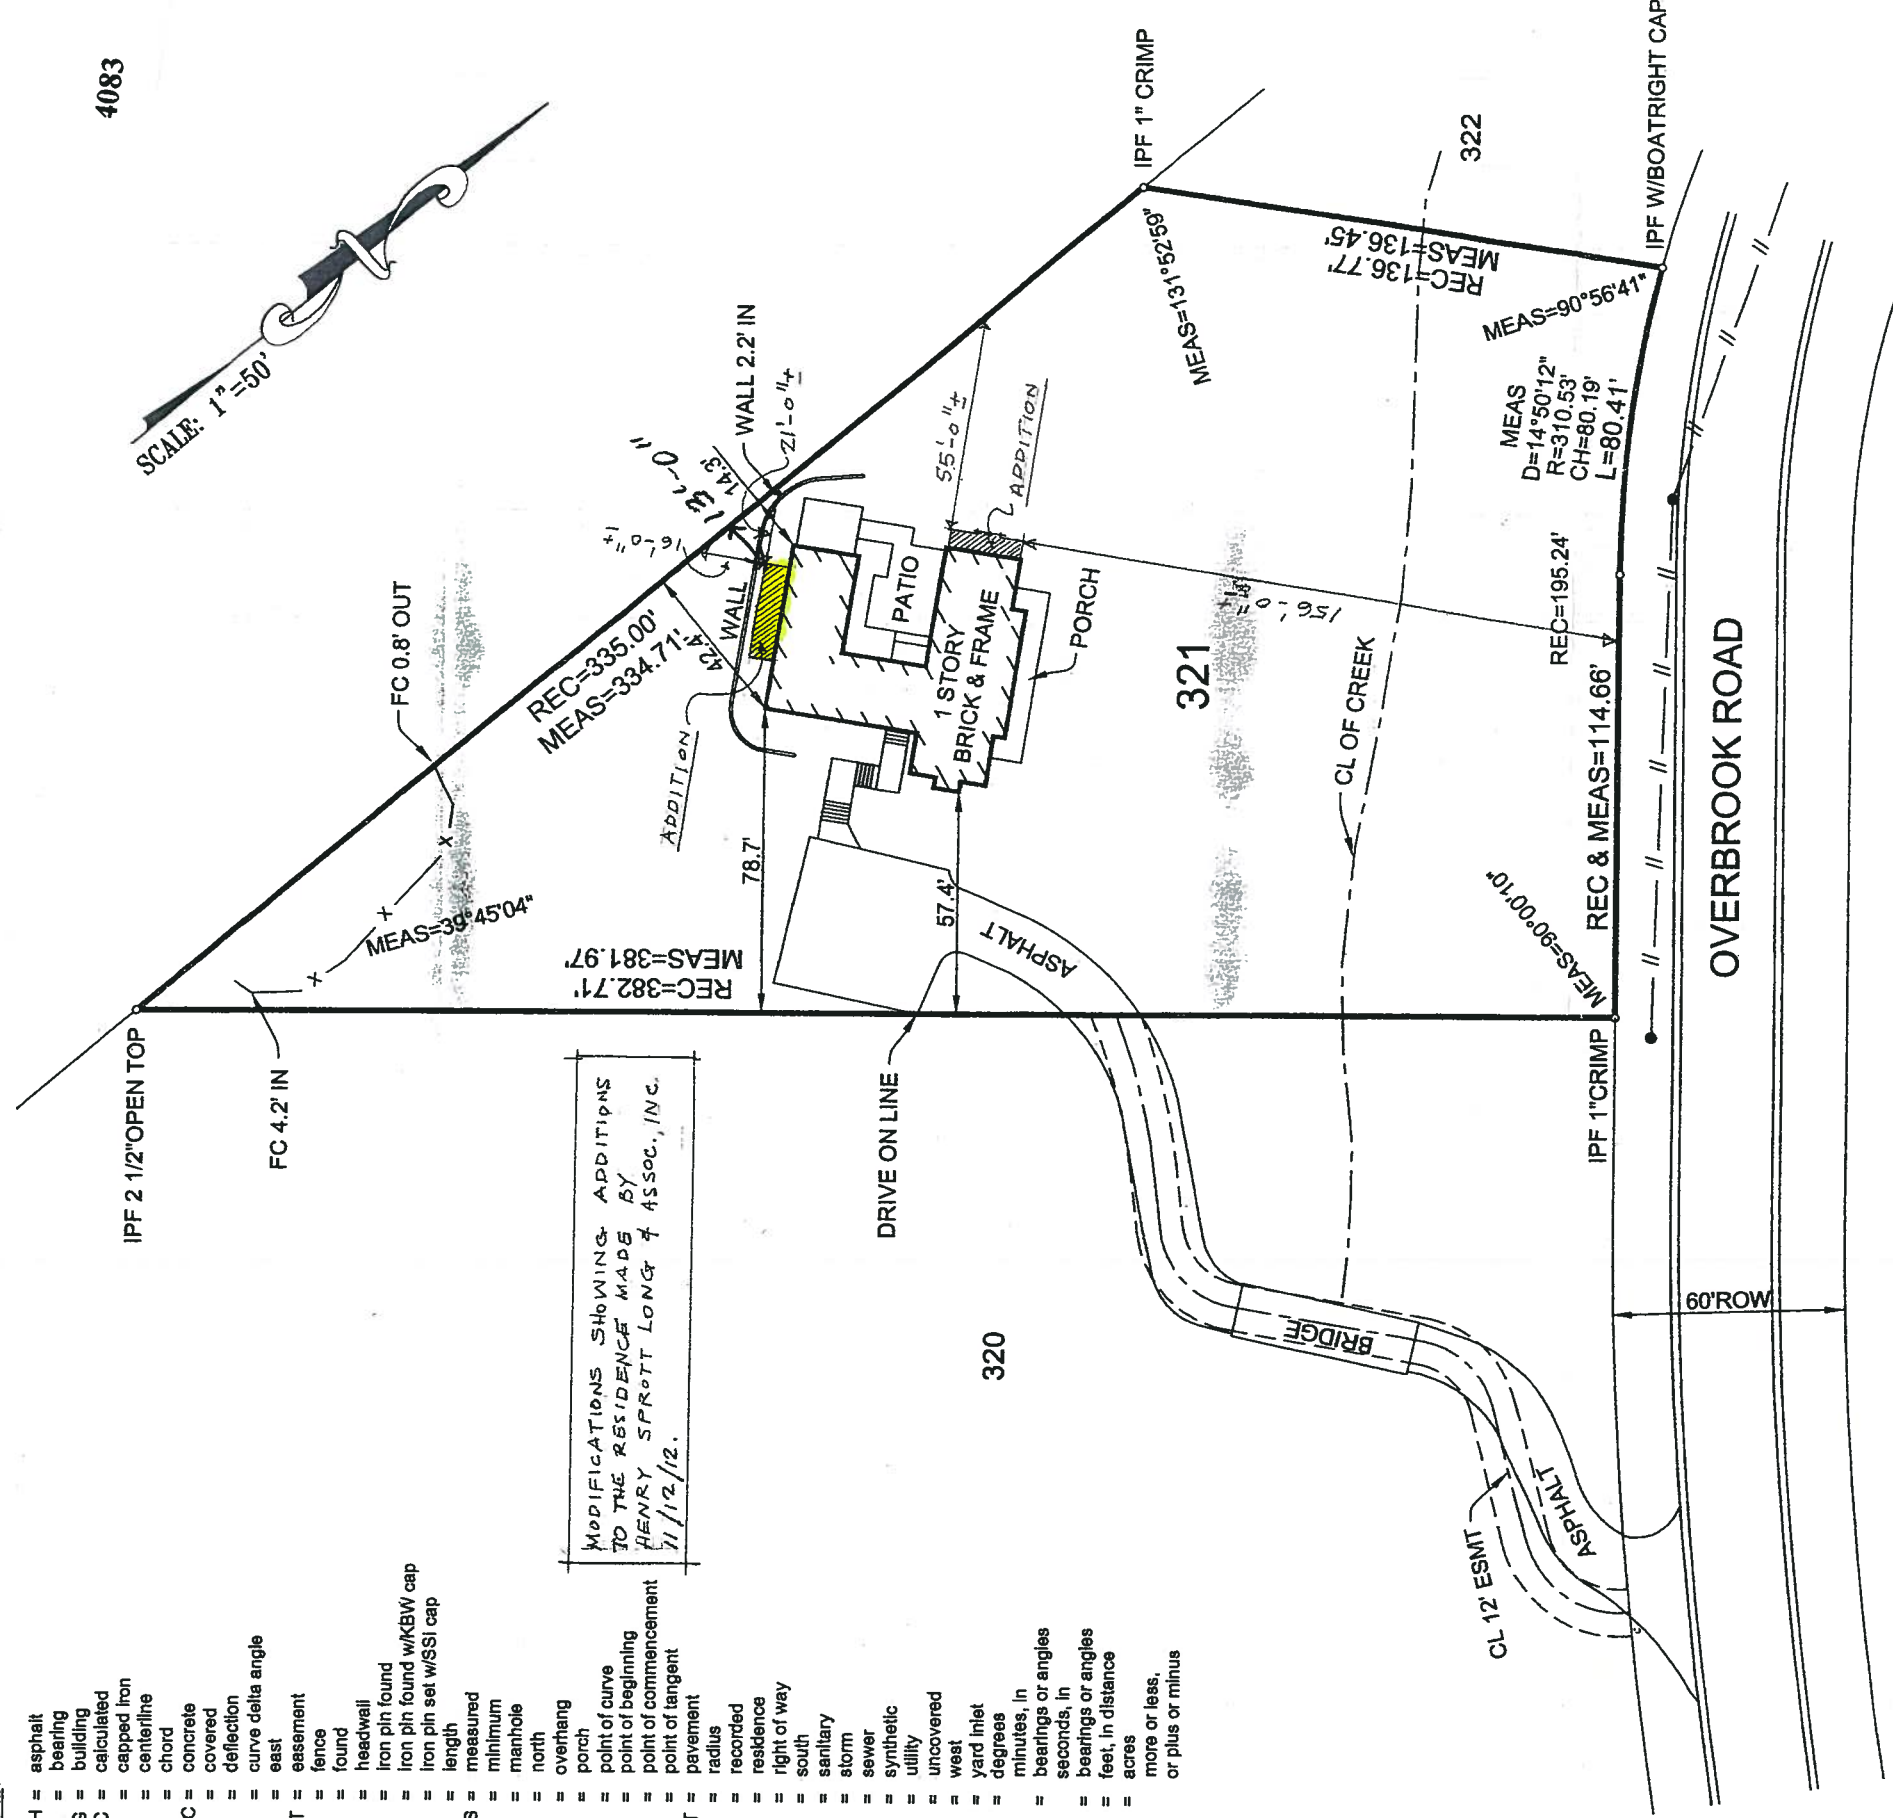 4083
SCALE: 1"=50'
IPF 2 1/2"OPEN TOP
FC 4.2' IN
FC 0.8' OUT
MEAS=39°45'04"
REC=335.00'
MEAS=334.71'
42.4'
WALL
16'-0"±
13'-0"
14.3'
WALL 2.2' IN
21'-0"±
ADDITION
78.7'
REC=382.71'
MEAS=381.97'
57.4'
55'-0"±
ADDITION
PATIO
1 STORY
BRICK & FRAME
PORCH
321
156'-0"±
CL OF CREEK
IPF 1" CRIMP
MEAS=131°52'59"
REC=136.77'
MEAS=136.45'
322
IPF W/BOATRIGHT CAP
MEAS=90°56'41"
MEAS
D=14°50'12"
R=310.53'
CH=80.19'
L=80.41'
REC=195.24'
REC & MEAS=114.66'
MEAS=90°00'10"
IPF 1"CRIMP
OVERBROOK ROAD
60'ROW
DRIVE ON LINE
ASPHALT
BRIDGE
320
ASPHALT
CL 12' ESMT
MODIFICATIONS SHOWING ADDITIONS
TO THE RESIDENCE MADE BY
HENRY SPROTT LONG & ASSOC., INC.
11/12/12.
H = asphalt
= bearing
= building
= calculated
= capped iron
= centerline
= chord
C = concrete
= covered
= deflection
= curve delta angle
= east
T = easement
= fence
= found
= headwall
= iron pin found
= iron pin found w/KBW cap
= iron pin set w/SSI cap
= length
S = measured
= minimum
= manhole
= north
= overhang
= porch
= point of curve
= point of beginning
= point of commencement
= point of tangent
T = pavement
= radius
= recorded
= residence
= right of way
= south
= sanitary
= storm
= sewer
= synthetic
= utility
= uncovered
= west
= yard inlet
= degrees
minutes, in
= bearings or angles
seconds, in
= bearings or angles
= feet, in distance
= acres
more or less,
or plus or minus